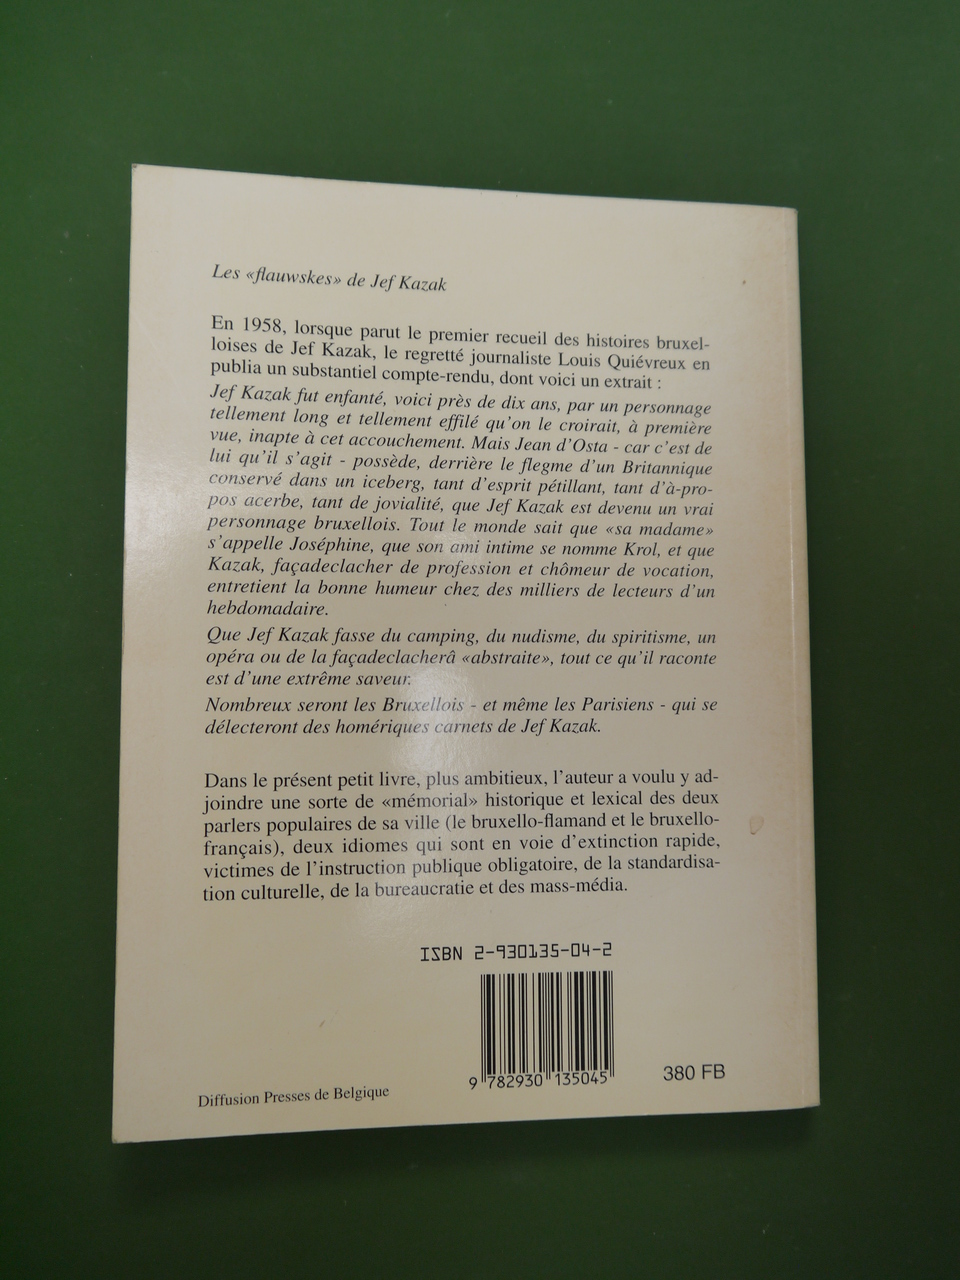 Les «flauwskes» de Jef Kazak
En 1958, lorsque parut le premier recueil des histoires bruxel-
loises de Jef Kazak, le regretté journaliste Louis Quiévreux en
publia un substantiel compte-rendu, dont voici un extrait :
Jef Kazak fut enfanté, voici près de dix ans, par un personnage
tellement long et tellement effilé qu'on le croirait, à première
vue, inapte à cet accouchement. Mais Jean d'Osta - car c'est de
lui qu'il s'agit - possède, derrière le flegme d'un Britannique
conservé dans un iceberg, tant d'esprit pétillant, tant d'à-pro-
pos acerbe, tant de jovialité, que Jef Kazak est devenu un vrai
personnage bruxellois. Tout le monde sait que «sa madame»
s'appelle Joséphine, que son ami intime se nomme Krol, et que
Kazak, façadeclacher de profession et chômeur de vocation,
entretient la bonne humeur chez des milliers de lecteurs d'un
hebdomadaire.
Que Jef Kazak fasse du camping, du nudisme, du spiritisme, un
opéra ou de la façadeclacherâ «abstraite», tout ce qu'il raconte
est d'une extrême saveur.
Nombreux seront les Bruxellois - et même les Parisiens - qui se
délecteront des homériques carnets de Jef Kazak.
Dans le présent petit livre, plus ambitieux, l'auteur a voulu y ad-
joindre une sorte de «mémorial» historique et lexical des deux
parlers populaires de sa ville (le bruxello-flamand et le bruxello-
français), deux idiomes qui sont en voie d'extinction rapide,
victimes de l'instruction publique obligatoire, de la standardisa-
tion culturelle, de la bureaucratie et des mass-média.
ISBN 2-930135-04-2
9 782930 135045
380 FB
Diffusion Presses de Belgique